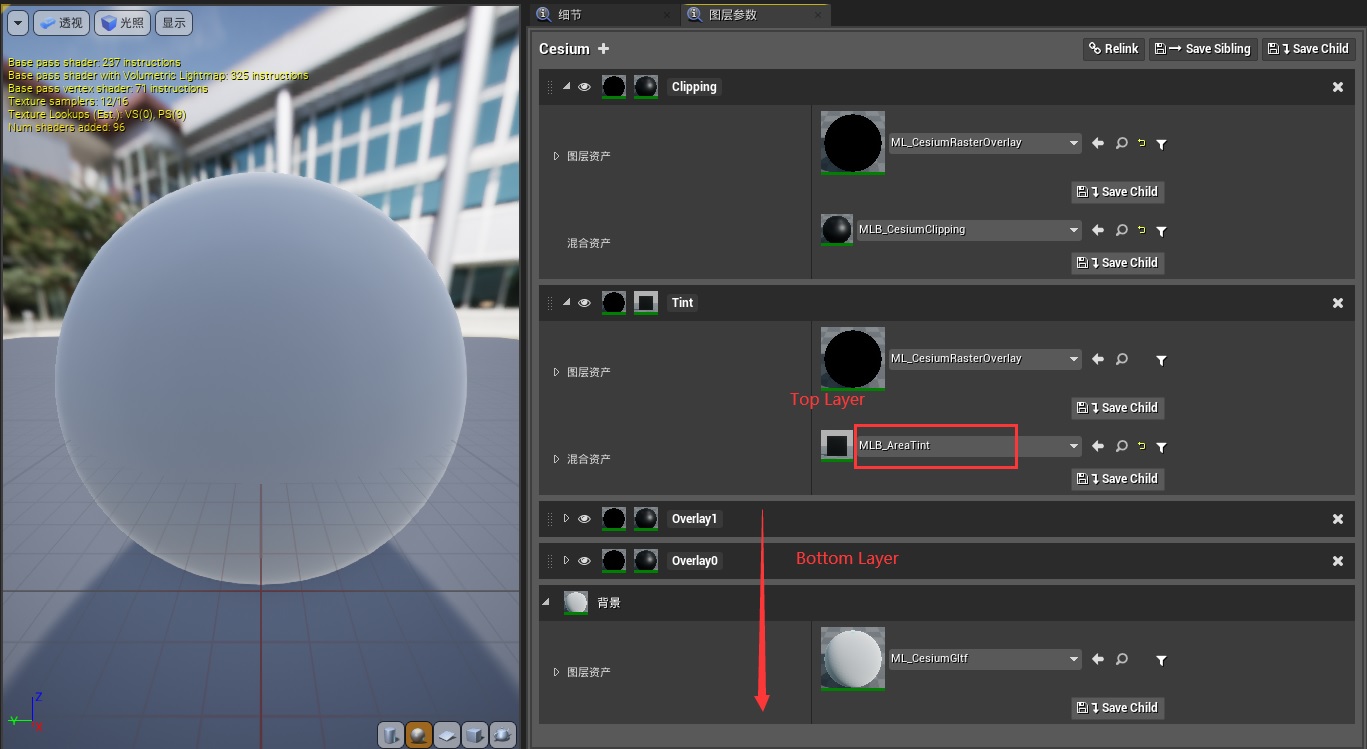 透视 光照 显示
Base pass shader: 237 instructions
Base pass shader with Volumetric Lightmap: 325 instructions
Base pass vertex shader: 71 instructions
Texture samplers: 12/16
Texture Lookups (Est.): VS(0), PS(9)
Num shaders added: 96
Z
Y
X
细节 图层参数
Cesium Relink Save Sibling Save Child
Clipping
图层资产 ML_CesiumRasterOverlay
Save Child
混合资产 MLB_CesiumClipping
Save Child
Tint
图层资产 ML_CesiumRasterOverlay
Top Layer
Save Child
混合资产 MLB_AreaTint
Save Child
Overlay1
Bottom Layer
Overlay0
背景
图层资产 ML_CesiumGltf
Save Child